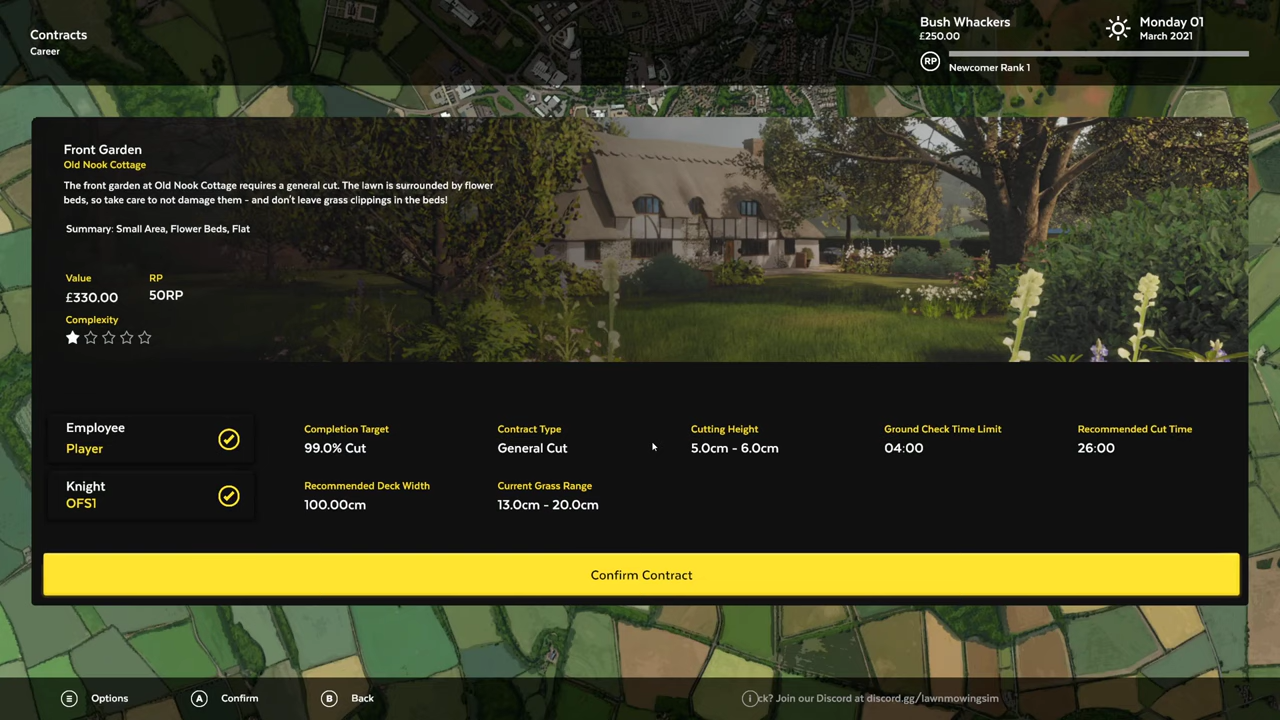 Contracts
Career
Bush Whackers
£250.00
Monday 01
March 2021
RP
Newcomer Rank 1
Front Garden
Old Nook Cottage
The front garden at Old Nook Cottage requires a general cut. The lawn is surrounded by flower
beds, so take care to not damage them - and don't leave grass clippings in the beds!
Summary: Small Area, Flower Beds, Flat
Value
RP
£330.00
50RP
Complexity
Employee
Player
Completion Target
99.0% Cut
Contract Type
General Cut
Cutting Height
5.0cm - 6.0cm
Ground Check Time Limit
04:00
Recommended Cut Time
26:00
Knight
OFS1
Recommended Deck Width
100.00cm
Current Grass Range
13.0cm - 20.0cm
Confirm Contract
Options
A
Confirm
B
Back
i
ck? Join our Discord at discord.gg/lawnmowingsim